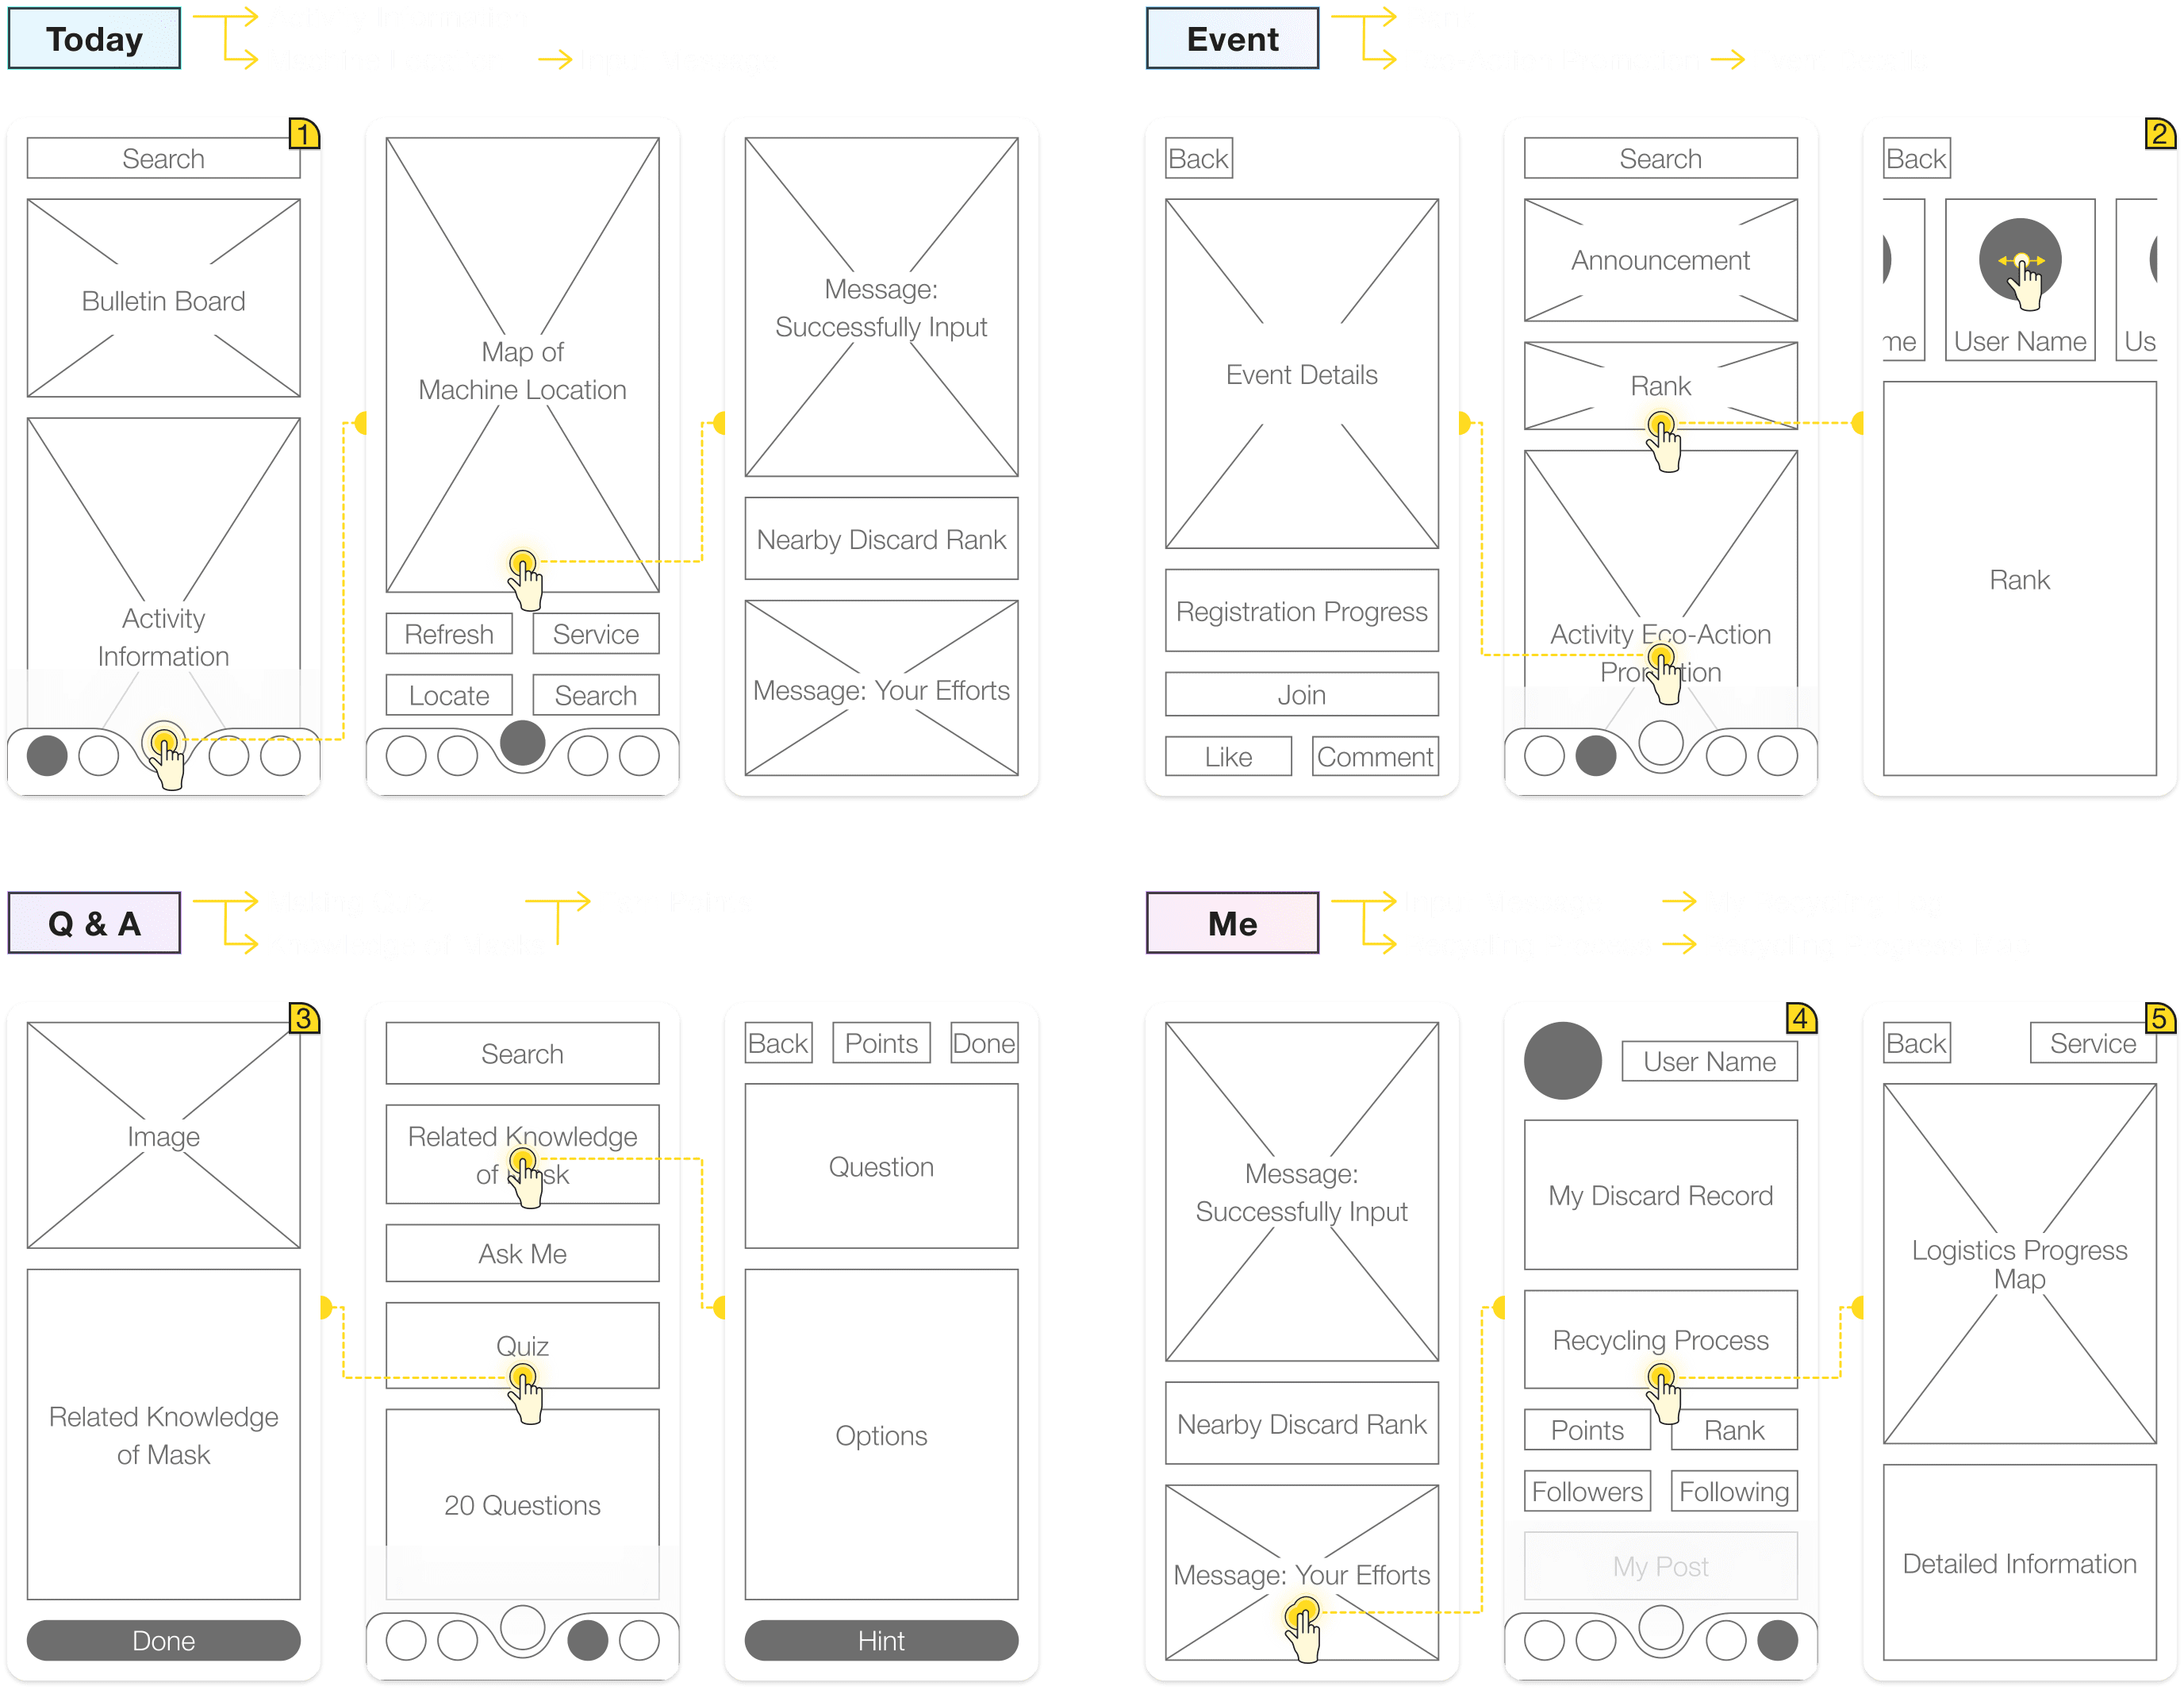 Today
1
Search
Bulletin Board
Activity
Information
Map of
Machine Location
Refresh
Service
Locate
Search
Message:
Successfully Input
Nearby Discard Rank
Message: Your Efforts
Event
Back
Event Details
Registration Progress
Join
Like
Comment
Search
Announcement
Rank
Activity Eco-Action
2
Back
me
User Name
Us
Rank
Q & A
3
Image
Related Knowledge
of Mask
Done
Search
Related Knowledge
of
Ask Me
Quiz
20 Questions
Back
Points
Done
Question
Options
Hint
Me
Message:
Successfully Input
Nearby Discard Rank
Message: Your Efforts
4
User Name
My Discard Record
Recycling Process
Points
Rank
Followers
Following
My Post
5
Back
Service
Logistics Progress
Map
Detailed Information